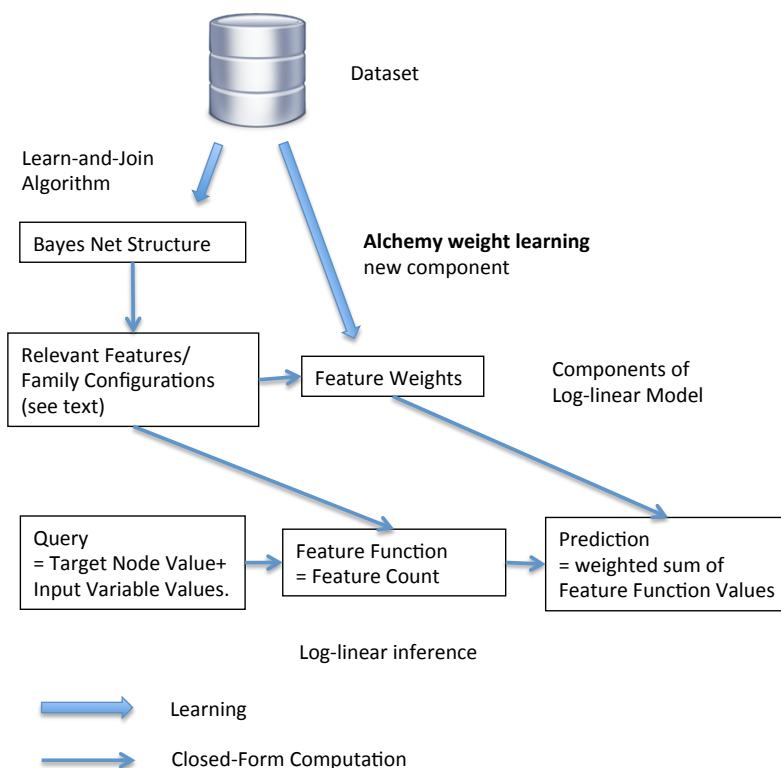 Dataset
Learn-and-Join
Algorithm
Bayes Net Structure
Alchemy weight learning
new component
Relevant Features/
Family Configurations
(see text)
Feature Weights
Components of
Log-linear Model
Query
= Target Node Value+
Input Variable Values.
Feature Function
= Feature Count
Prediction
= weighted sum of
Feature Function Values
Log-linear inference
Learning
Closed-Form Computation